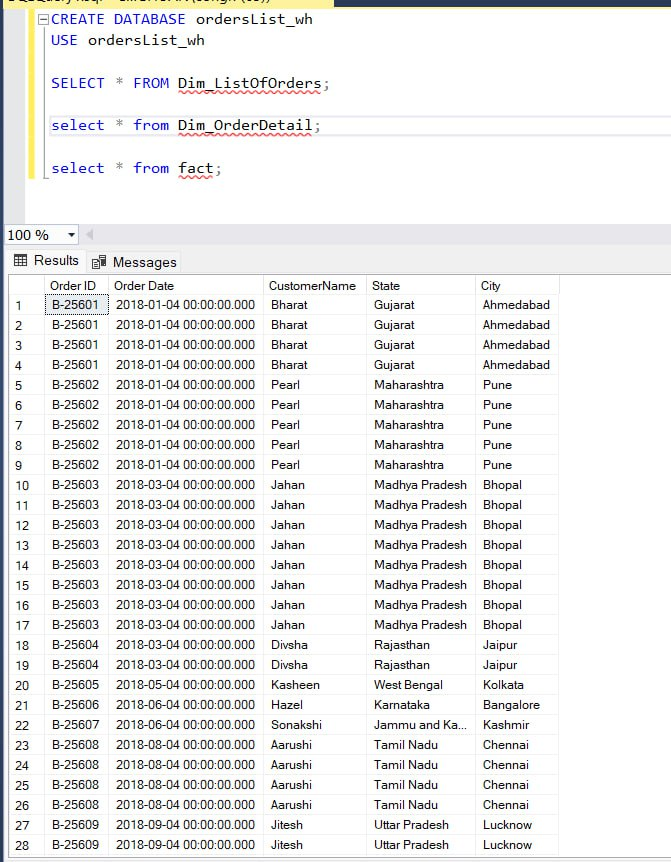 CREATE DATABASE ordersList_wh
USE ordersList_wh
SELECT * FROM Dim_ListOfOrders;
select * from Dim_OrderDetail;
select * from fact;
100 %
Results Messages
Order ID Order Date CustomerName State City
1 B-25601 2018-01-04 00:00:00.000 Bharat Gujarat Ahmedabad
2 B-25601 2018-01-04 00:00:00.000 Bharat Gujarat Ahmedabad
3 B-25601 2018-01-04 00:00:00.000 Bharat Gujarat Ahmedabad
4 B-25601 2018-01-04 00:00:00.000 Bharat Gujarat Ahmedabad
5 B-25602 2018-01-04 00:00:00.000 Pearl Maharashtra Pune
6 B-25602 2018-01-04 00:00:00.000 Pearl Maharashtra Pune
7 B-25602 2018-01-04 00:00:00.000 Pearl Maharashtra Pune
8 B-25602 2018-01-04 00:00:00.000 Pearl Maharashtra Pune
9 B-25602 2018-01-04 00:00:00.000 Pearl Maharashtra Pune
10 B-25603 2018-03-04 00:00:00.000 Jahan Madhya Pradesh Bhopal
11 B-25603 2018-03-04 00:00:00.000 Jahan Madhya Pradesh Bhopal
12 B-25603 2018-03-04 00:00:00.000 Jahan Madhya Pradesh Bhopal
13 B-25603 2018-03-04 00:00:00.000 Jahan Madhya Pradesh Bhopal
14 B-25603 2018-03-04 00:00:00.000 Jahan Madhya Pradesh Bhopal
15 B-25603 2018-03-04 00:00:00.000 Jahan Madhya Pradesh Bhopal
16 B-25603 2018-03-04 00:00:00.000 Jahan Madhya Pradesh Bhopal
17 B-25603 2018-03-04 00:00:00.000 Jahan Madhya Pradesh Bhopal
18 B-25604 2018-03-04 00:00:00.000 Divsha Rajasthan Jaipur
19 B-25604 2018-03-04 00:00:00.000 Divsha Rajasthan Jaipur
20 B-25605 2018-05-04 00:00:00.000 Kasheen West Bengal Kolkata
21 B-25606 2018-06-04 00:00:00.000 Hazel Karnataka Bangalore
22 B-25607 2018-06-04 00:00:00.000 Sonakshi Jammu and Ka... Kashmir
23 B-25608 2018-08-04 00:00:00.000 Aarushi Tamil Nadu Chennai
24 B-25608 2018-08-04 00:00:00.000 Aarushi Tamil Nadu Chennai
25 B-25608 2018-08-04 00:00:00.000 Aarushi Tamil Nadu Chennai
26 B-25608 2018-08-04 00:00:00.000 Aarushi Tamil Nadu Chennai
27 B-25609 2018-09-04 00:00:00.000 Jitesh Uttar Pradesh Lucknow
28 B-25609 2018-09-04 00:00:00.000 Jitesh Uttar Pradesh Lucknow